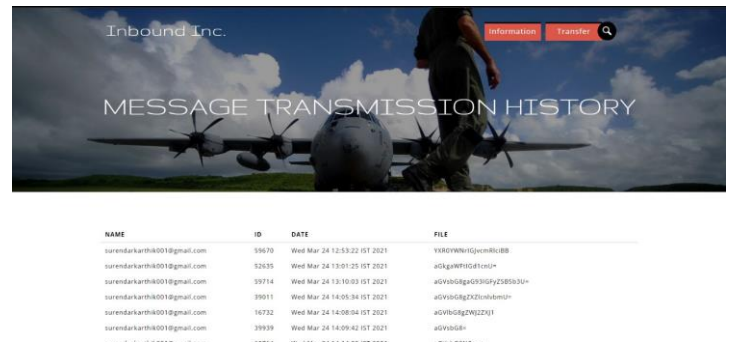 Inbound Inc.
Information Transfer
MESSAGE TRANSMISSION HISTORY
NAME ID DATE FILE
surendarkarthik001@gmail.com 59670 Wed Mar 24 12:53:22 IST 2021
surendarkarthik001@gmail.com 52635 Wed Mar 24 13:01:25 IST 2021
surendarkarthik001@gmail.com 59714 Wed Mar 24 13:10:03 IST 2021
surendarkarthik001@gmail.com 39011 Wed Mar 24 14:05:34 IST 2021
surendarkarthik001@gmail.com 16732 Wed Mar 24 14:08:04 IST 2021
surendarkarthik001@gmail.com 39939 Wed Mar 24 14:09:42 IST 2021 aGVsbG8=